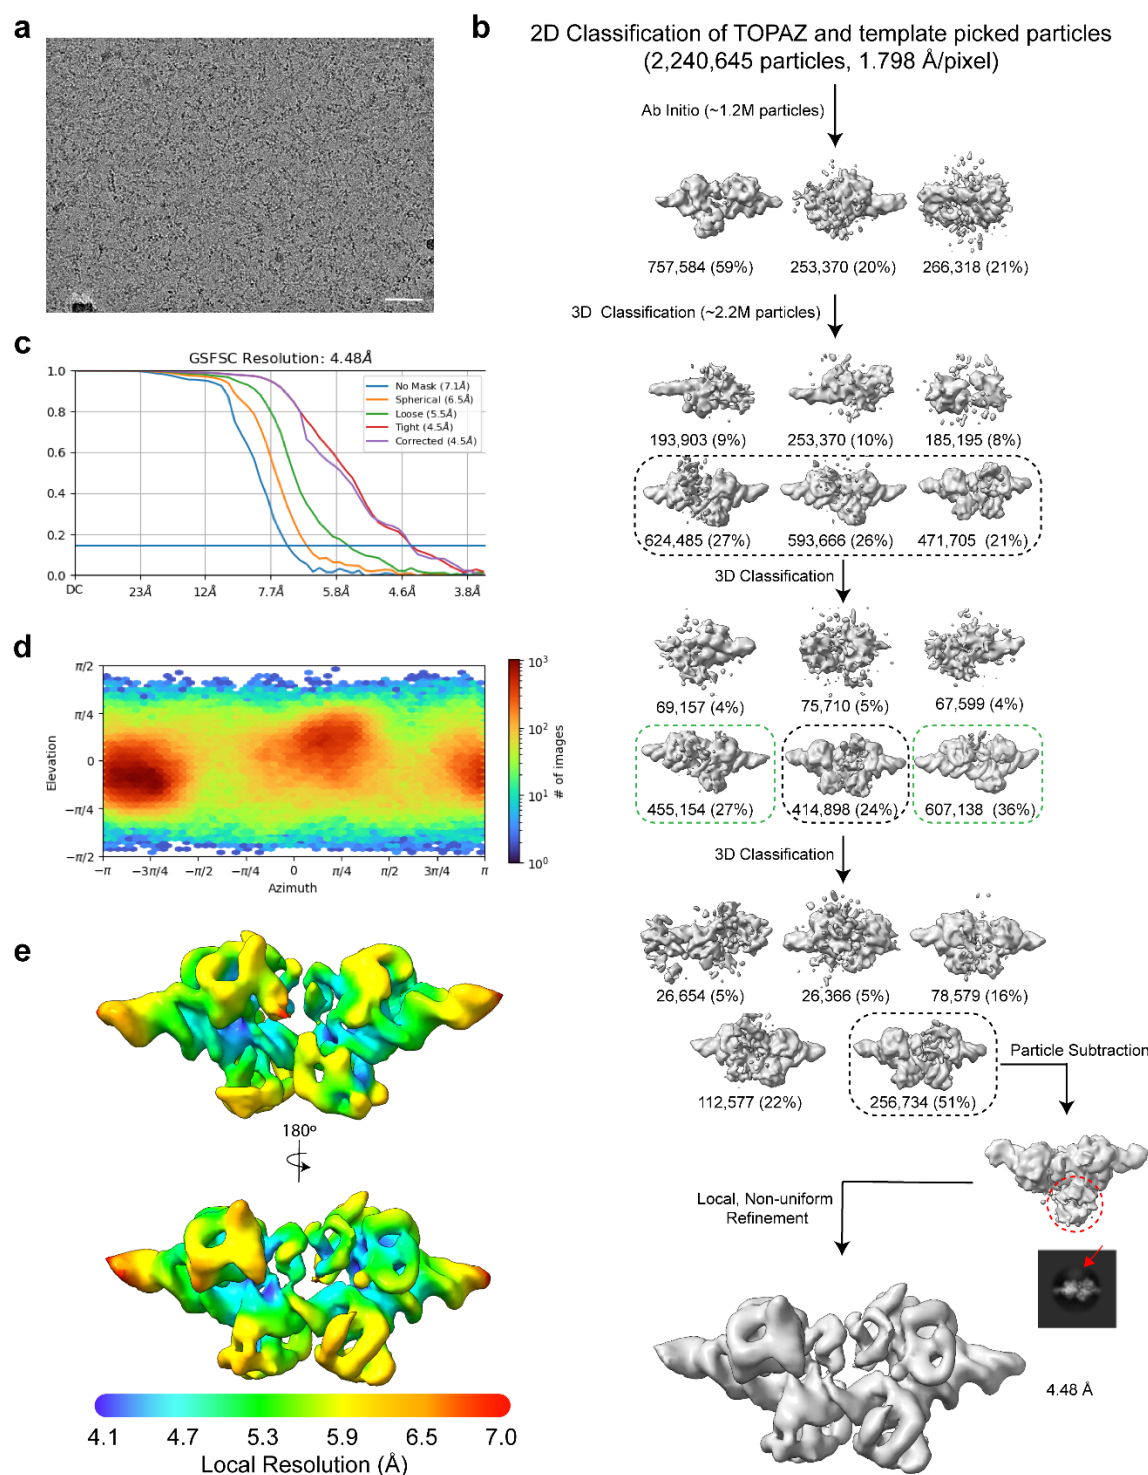 a
b
2D Classification of TOPAZ and template picked particles
(2,240,645 particles, 1.798 Å/pixel)
Ab Initio (~1.2M particles)
757,584 (59%)
253,370 (20%)
266,318 (21%)
3D Classification (~2.2M particles)
193,903 (9%)
253,370 (10%)
185,195 (8%)
624,485 (27%)
593,666 (26%)
471,705 (21%)
3D Classification
69,157 (4%)
75,710 (5%)
67,599 (4%)
455,154 (27%)
414,898 (24%)
607,138 (36%)
3D Classification
26,654 (5%)
26,366 (5%)
78,579 (16%)
112,577 (22%)
256,734 (51%)
Particle Subtraction
Local, Non-uniform
Refinement
4.48 Å
c
GSFSC Resolution: 4.48Å
1.0
0.8
0.6
0.4
0.2
0.0
No Mask (7.1Å)
Spherical (6.5Å)
Loose (5.5Å)
Tight (4.5Å)
Corrected (4.5Å)
DC
23Å
12Å
7.7Å
5.8Å
4.6Å
3.8Å
d
π/2
π/4
0
−π/4
−π/2
Elevation
−π
−3π/4
−π/2
−π/4
0
π/4
π/2
3π/4
π
Azimuth
10³
10²
10¹
10⁰
# of images
e
180º
4.1
4.7
5.3
5.9
6.5
7.0
Local Resolution (Å)